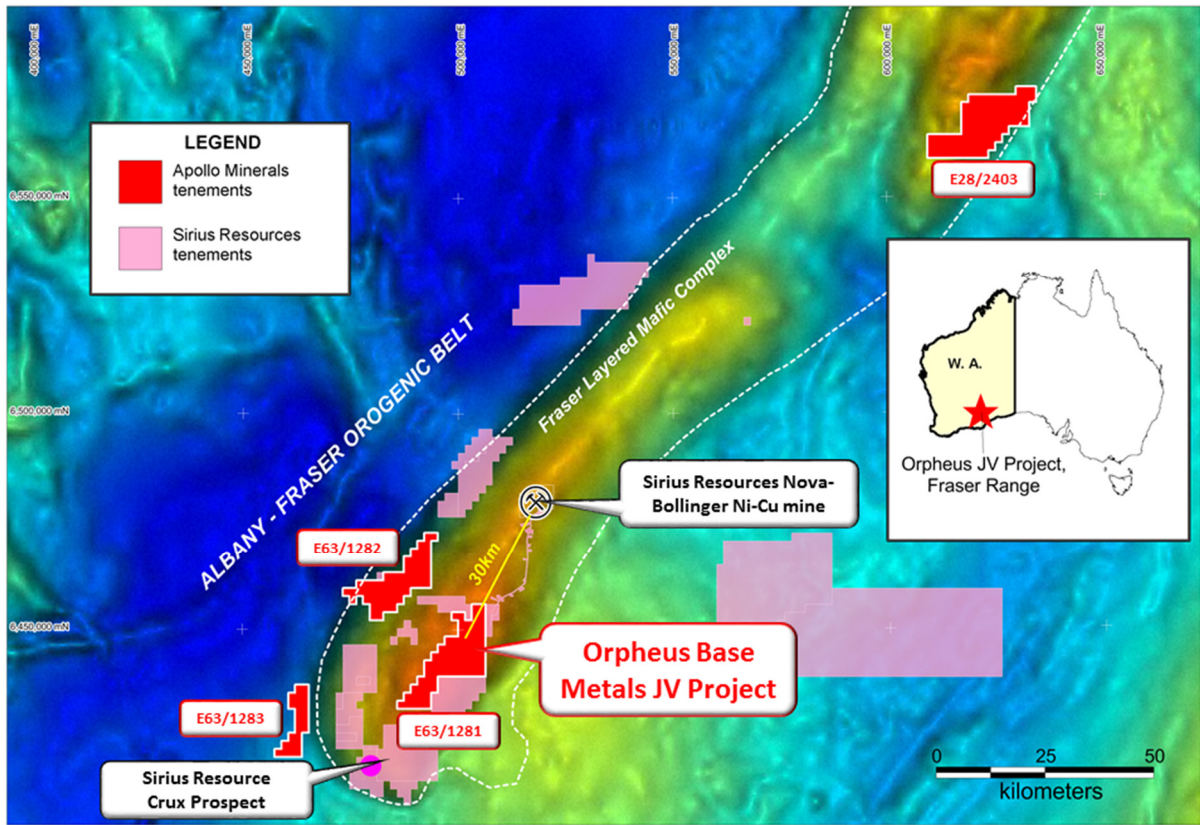 400,000 mE
450,000 mE
500,000 mE
550,000 mE
600,000 mE
650,000 mE
LEGEND
Apollo Minerals
tenements
Sirius Resources
tenements
6,550,000 mN
6,500,000 mN
6,450,000 mN
E28/2403
W. A.
Orpheus JV Project,
Fraser Range
ALBANY - FRASER OROGENIC BELT
Fraser Layered Mafic Complex
Sirius Resources Nova-
Bollinger Ni-Cu mine
30km
E63/1282
Orpheus Base
Metals JV Project
E63/1283
E63/1281
Sirius Resource
Crux Prospect
0 25 50
kilometers